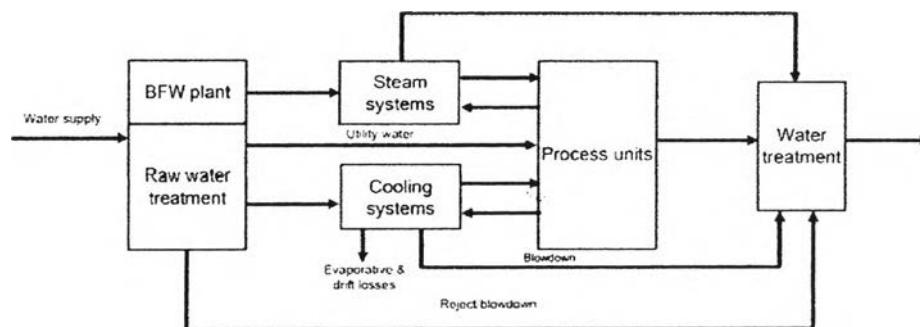 BFW plant
Steam
systems
Water supply
Utility water
Process units
Water
treatment
Raw water
treatment
Cooling
systems
Blowdown
Evaporative &
drift losses
Reject blowdown